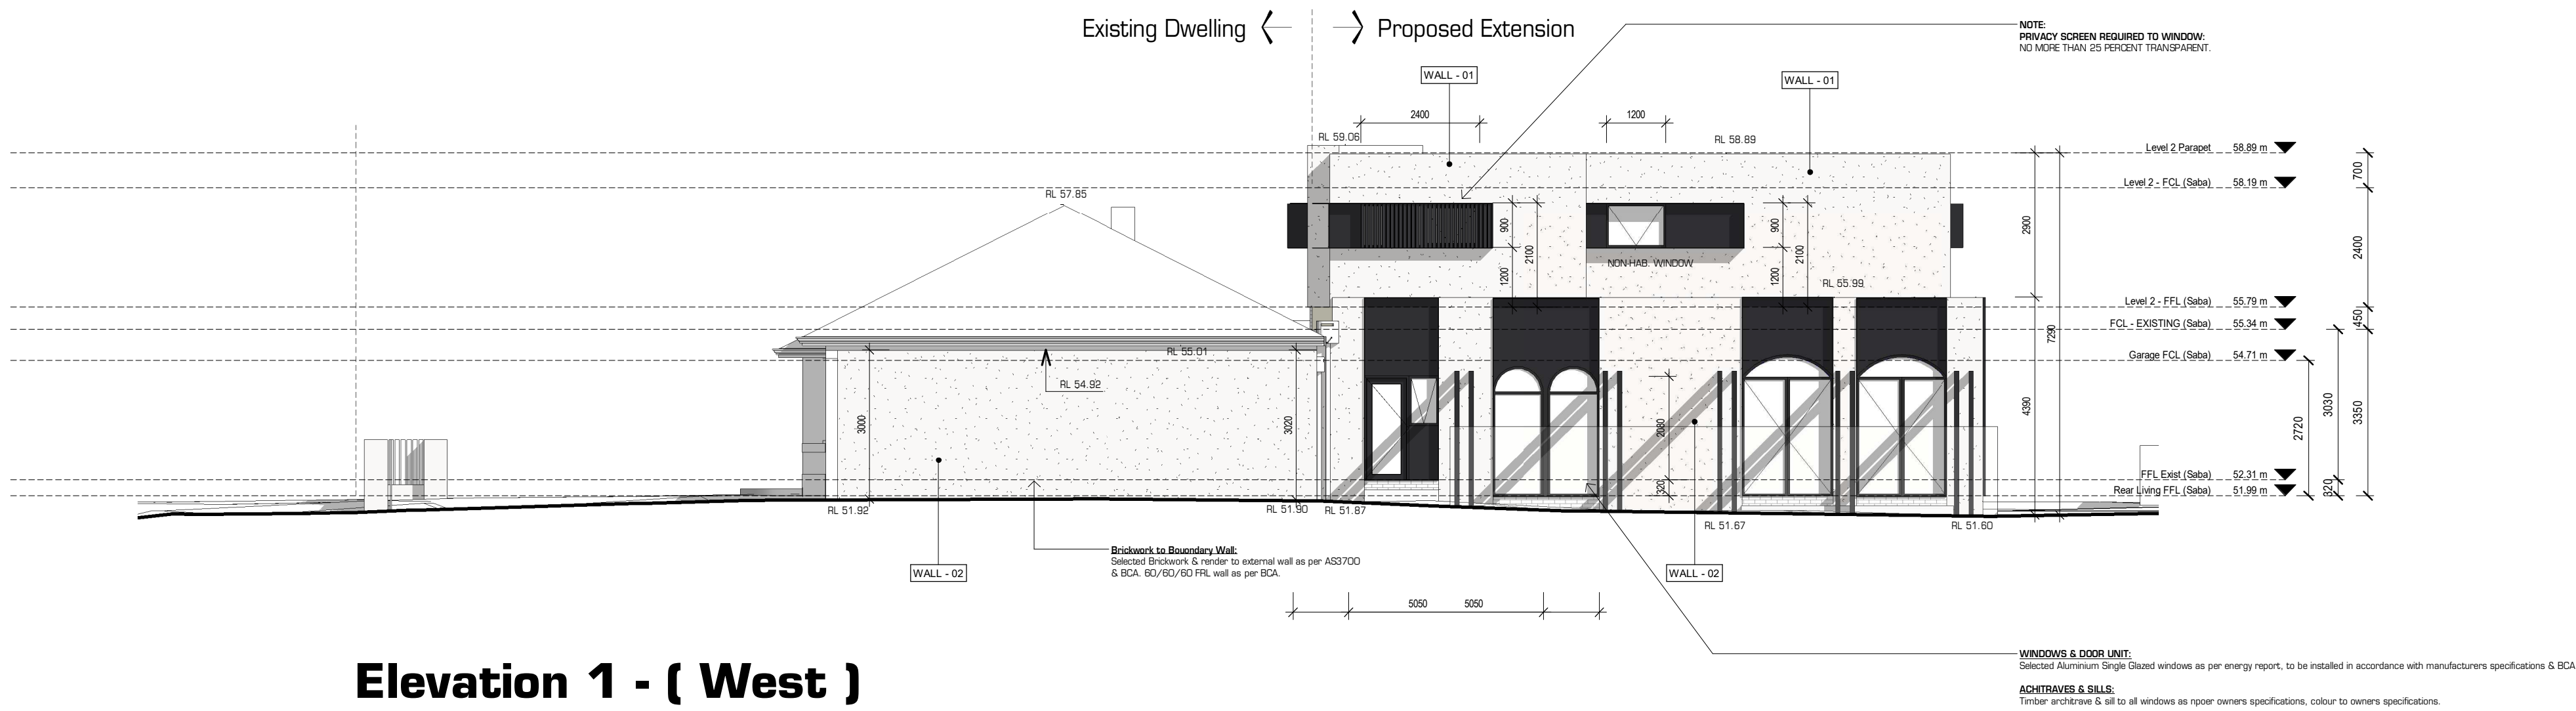 Existing Dwelling
Proposed Extension
NOTE:
PRIVACY SCREEN REQUIRED TO WINDOW:
NO MORE THAN 25 PERCENT TRANSPARENT.
WALL - 01
WALL - 01
2400
1200
RL 59.06
RL 58.89
Level 2 Parapet 58.89 m
700
Level 2 - FCL (Saba) 58.19 m
RL 57.85
900
2100
1200
900
2100
1200
2900
2400
NON-HAB. WINDOW
RL 55.99
Level 2 - FFL (Saba) 55.79 m
450
FCL - EXISTING (Saba) 55.34 m
7290
RL 55.01
Garage FCL (Saba) 54.71 m
RL 54.92
3000
3020
2080
4390
2720
3030
3350
FFL Exist (Saba) 52.31 m
320
320
Rear Living FFL (Saba) 51.99 m
RL 51.92
RL 51.90
RL 51.87
RL 51.67
RL 51.60
Brickwork to Bouondary Wall:
Selected Brickwork & render to external wall as per AS3700
& BCA. 60/60/60 FRL wall as per BCA.
WALL - 02
WALL - 02
5050
5050
WINDOWS & DOOR UNIT:
Selected Aluminium Single Glazed windows as per energy report, to be installed in accordance with manufacturers specifications & BCA
ACHITRAVES & SILLS:
Timber architrave & sill to all windows as npoer owners specifications, colour to owners specifications.
Elevation 1 - ( West )